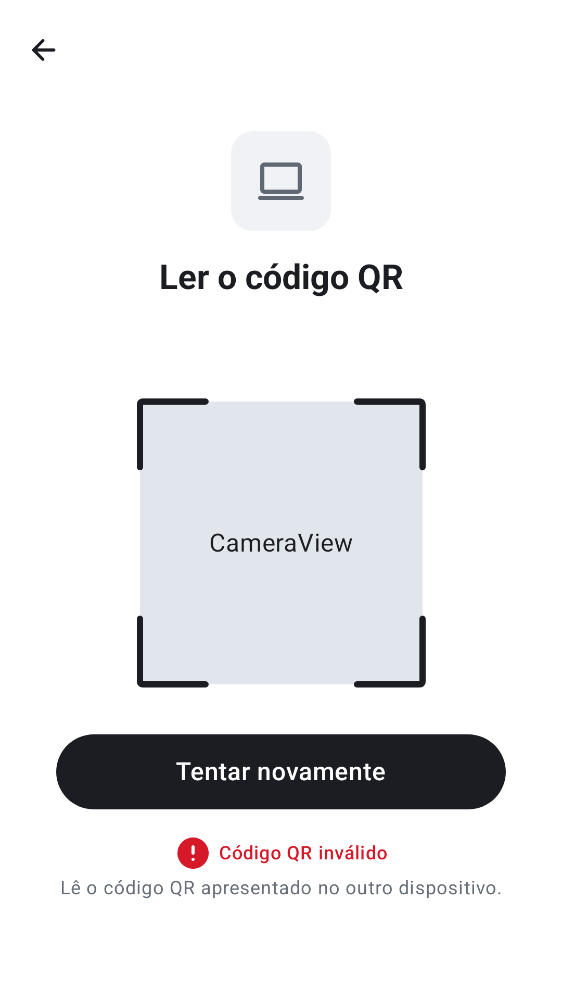 Ler o código QR
CameraView
Tentar novamente
Código QR inválido
Lê o código QR apresentado no outro dispositivo.